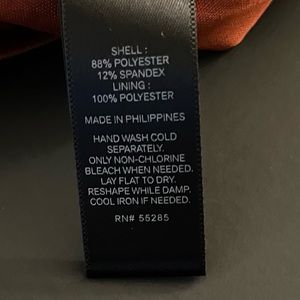 SHELL :
88% POLYESTER
12% SPANDEX
LINING :
100% POLYESTER
MADE IN PHILIPPINES
HAND WASH COLD
SEPARATELY.
ONLY NON-CHLORINE
BLEACH WHEN NEEDED.
LAY FLAT TO DRY.
RESHAPE WHILE DAMP.
COOL IRON IF NEEDED.
RN# 55285